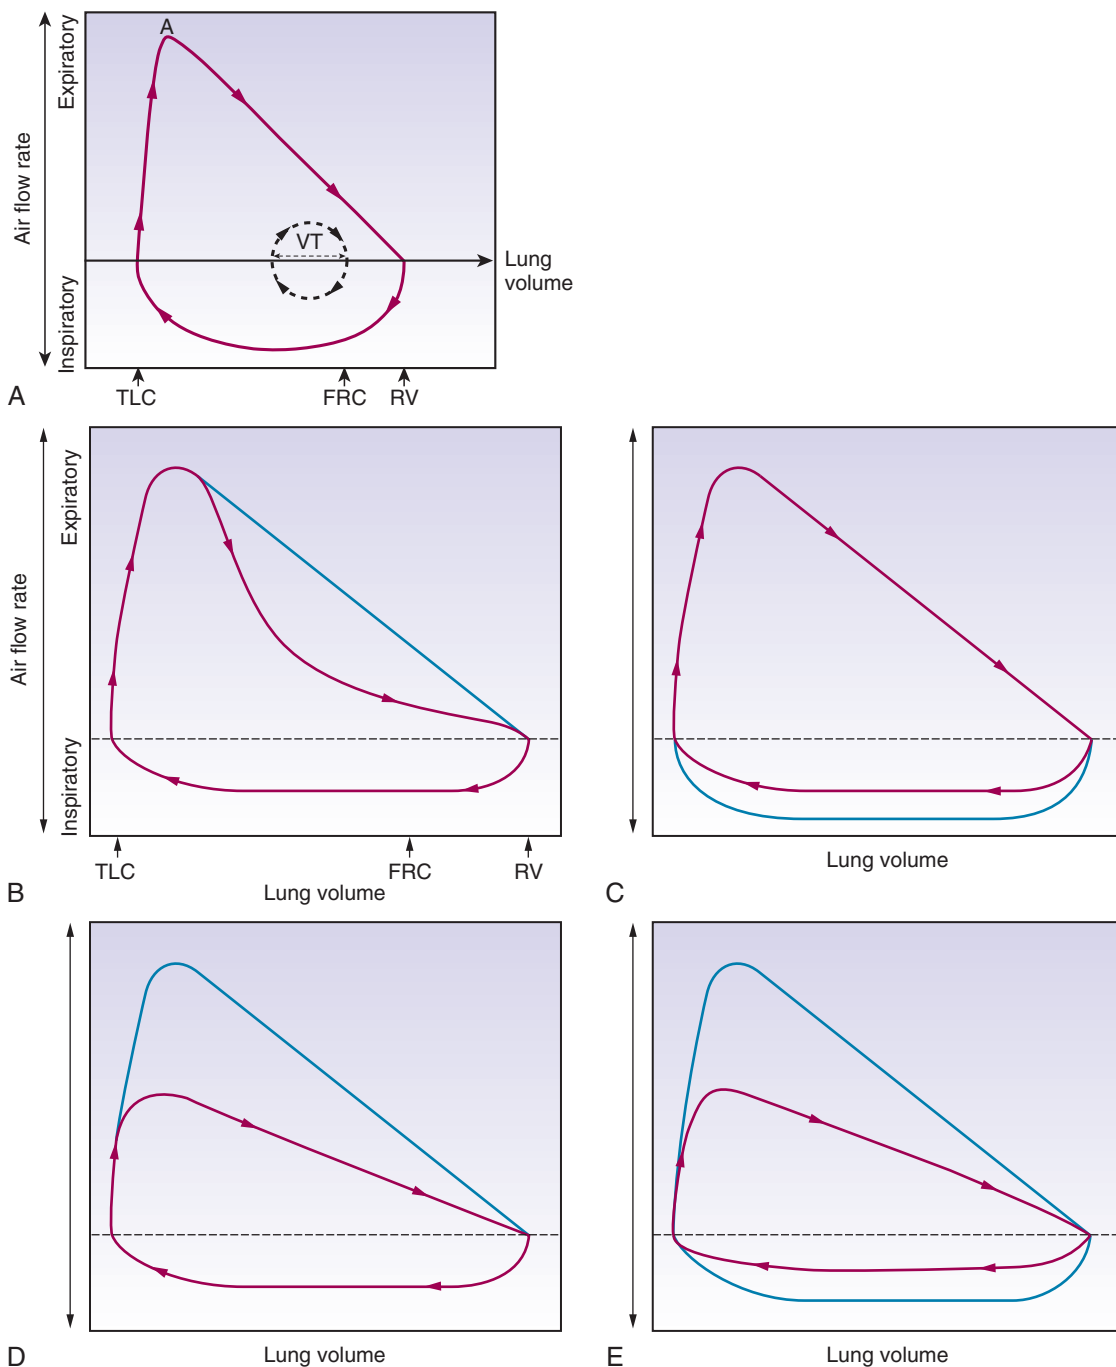 Expiratory
Air flow rate
Inspiratory
A
VT
Lung
volume
TLC
FRC
RV
A
Expiratory
Air flow rate
Inspiratory
TLC
FRC
RV
Lung volume
B
Lung volume
C
Lung volume
D
Lung volume
E